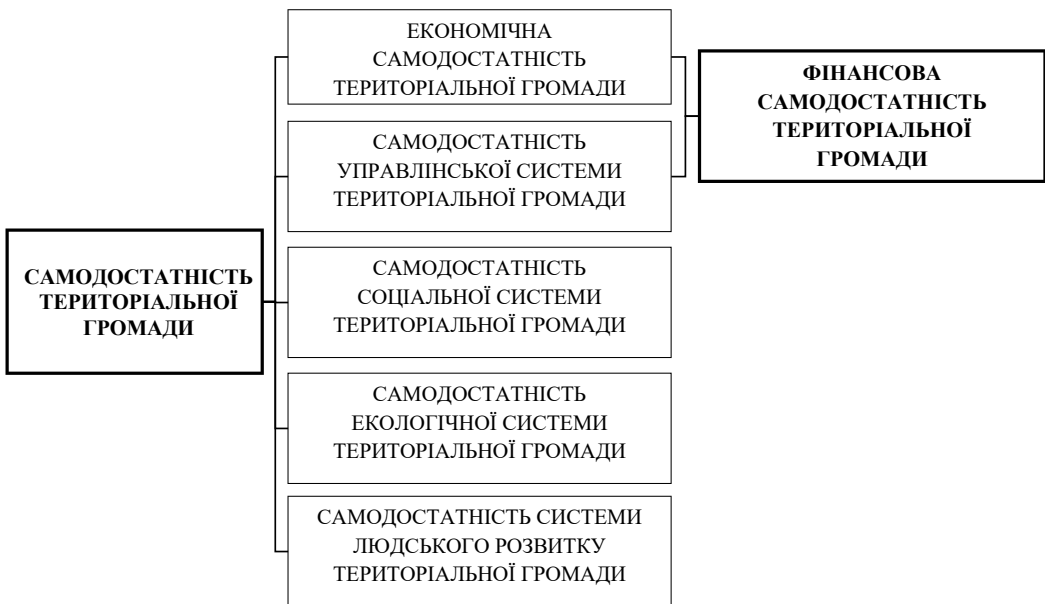 ЕКОНОМІЧНА
САМОДОСТАТНІСТЬ
ТЕРИТОРІАЛЬНОЇ ГРОМАДИ
ФІНАНСОВА
САМОДОСТАТНІСТЬ
ТЕРИТОРІАЛЬНОЇ
ГРОМАДИ
САМОДОСТАТНІСТЬ
УПРАВЛІНСЬКОЇ СИСТЕМИ
ТЕРИТОРІАЛЬНОЇ ГРОМАДИ
САМОДОСТАТНІСТЬ
ТЕРИТОРІАЛЬНОЇ
ГРОМАДИ
САМОДОСТАТНІСТЬ
СОЦІАЛЬНОЇ СИСТЕМИ
ТЕРИТОРІАЛЬНОЇ ГРОМАДИ
САМОДОСТАТНІСТЬ
ЕКОЛОГІЧНОЇ СИСТЕМИ
ТЕРИТОРІАЛЬНОЇ ГРОМАДИ
САМОДОСТАТНІСТЬ СИСТЕМИ
ЛЮДСЬКОГО РОЗВИТКУ
ТЕРИТОРІАЛЬНОЇ ГРОМАДИ